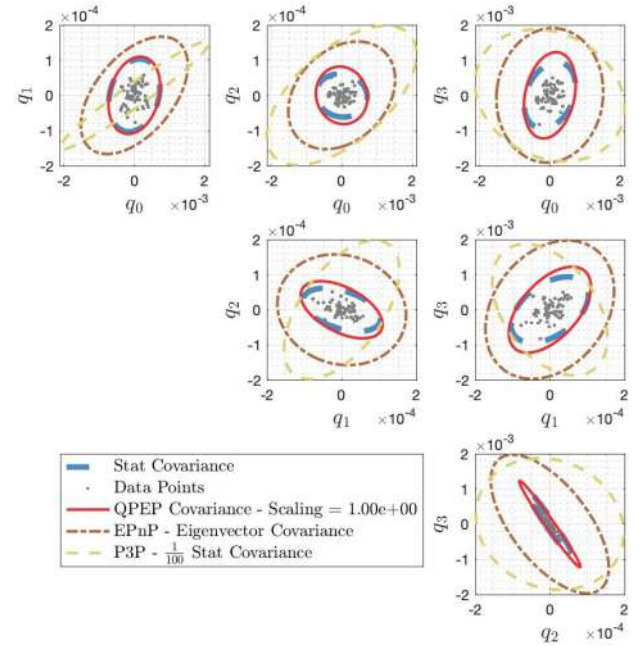 ×10⁻⁴ ×10⁻⁴ ×10⁻³
2 2 2
1 1 1
q₁ 0 q₂ 0 q₃ 0
-1 -1 -1
-2 -2 -2
-2 0 2 -2 0 2 -2 0 2
q₀ ×10⁻³ q₀ ×10⁻³ q₀ ×10⁻³
×10⁻⁴ ×10⁻³
2 2
1 1
q₂ 0 q₃ 0
-1 -1
-2 -2
-2 0 2 -2 0 2
q₁ ×10⁻⁴ q₁ ×10⁻⁴
×10⁻³
2
1
q₃ 0
-1
-2
-2 0 2
q₂ ×10⁻⁴
Stat Covariance
Data Points
QPEP Covariance - Scaling = 1.00e+00
EPnP - Eigenvector Covariance
P3P - 1/100 Stat Covariance